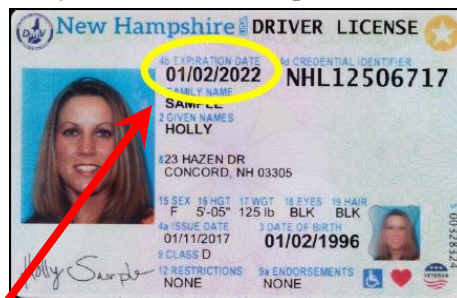 DMV New Hampshire DRIVER LICENSE
4b EXPIRATION DATE 4d CREDENTIAL IDENTIFIER
01/02/2022 NHL12506717
FAMILY NAME
SAMPLE
2 GIVEN NAMES
HOLLY
8 23 HAZEN DR
CONCORD, NH 03305
15 SEX 16 HGT 17 WGT 18 EYES 19 HAIR
F 5'-05" 125 lb BLK BLK
4a ISSUE DATE 3 DATE OF BIRTH
01/11/2017 01/02/1996
9 CLASS D
12 RESTRICTIONS 9a ENDORSEMENTS
NONE NONE
Holly Sample
VETERAN